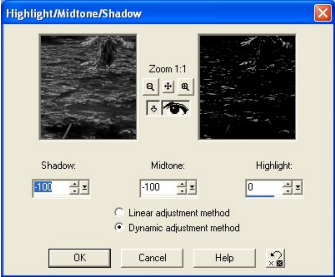 Highlight/Midtone/Shadow
Zoom 1:1
Shadow: Midtone: Highlight:
-100 -100 0
Linear adjustment method
Dynamic adjustment method
OK Cancel Help